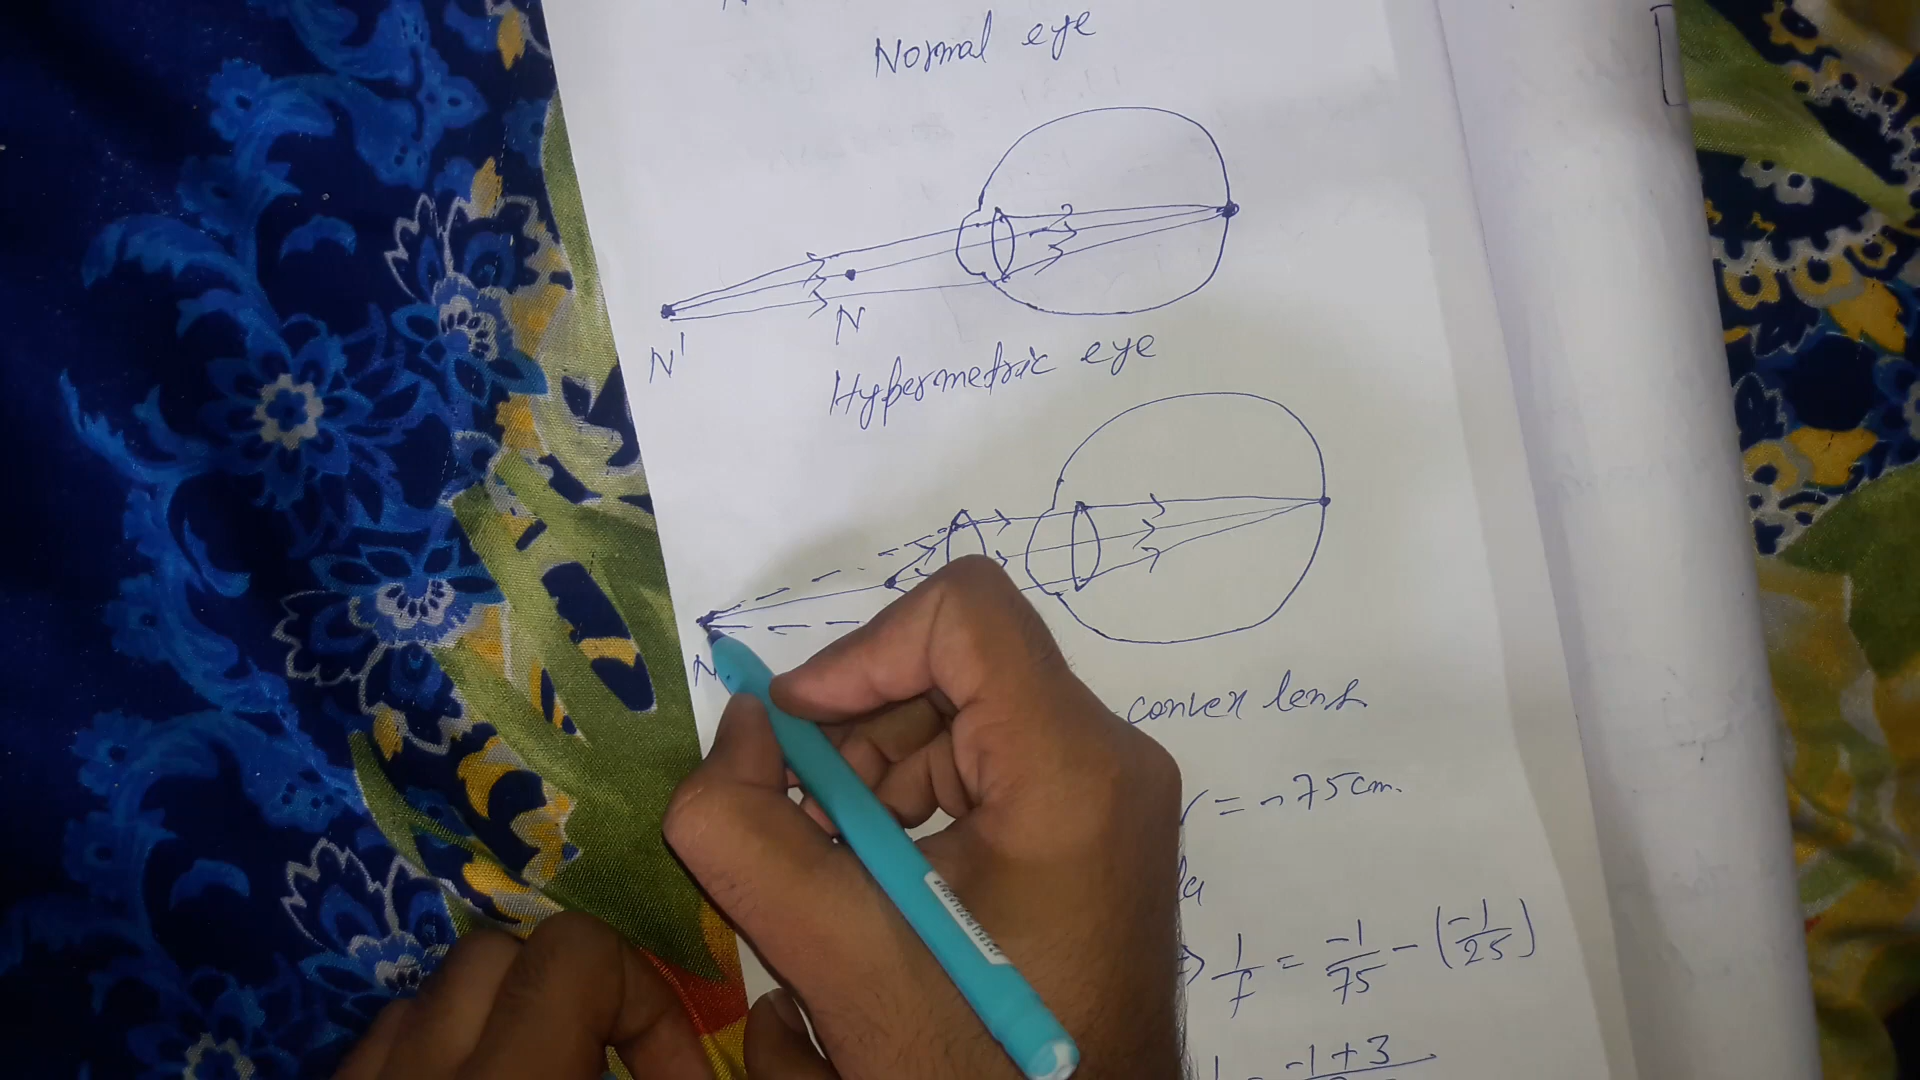 Normal eye
N
N'
Hypermetric eye
N
convex lens
= -75cm.
1/f = -1/75 - (-1/25)
= -1+3